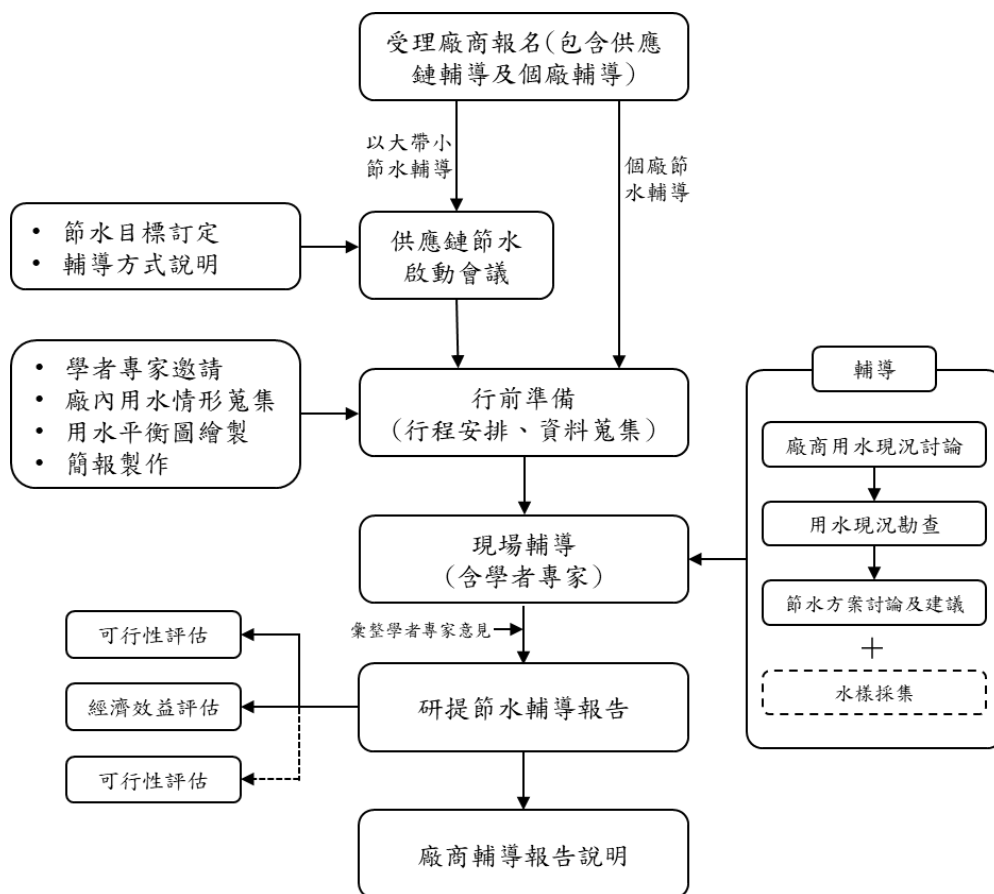 受理廠商報名(包含供應
鏈輔導及個廠輔導)
以大帶小
節水輔導
個廠節
水輔導
• 節水目標訂定
• 輔導方式說明
供應鏈節水
啟動會議
• 學者專家邀請
• 廠內用水情形蒐集
• 用水平衡圖繪製
• 簡報製作
行前準備
(行程安排、資料蒐集)
輔導
廠商用水現況討論
用水現況勘查
節水方案討論及建議
+
水樣採集
現場輔導
(含學者專家)
彙整學者專家意見
可行性評估
經濟效益評估
可行性評估
研提節水輔導報告
廠商輔導報告說明